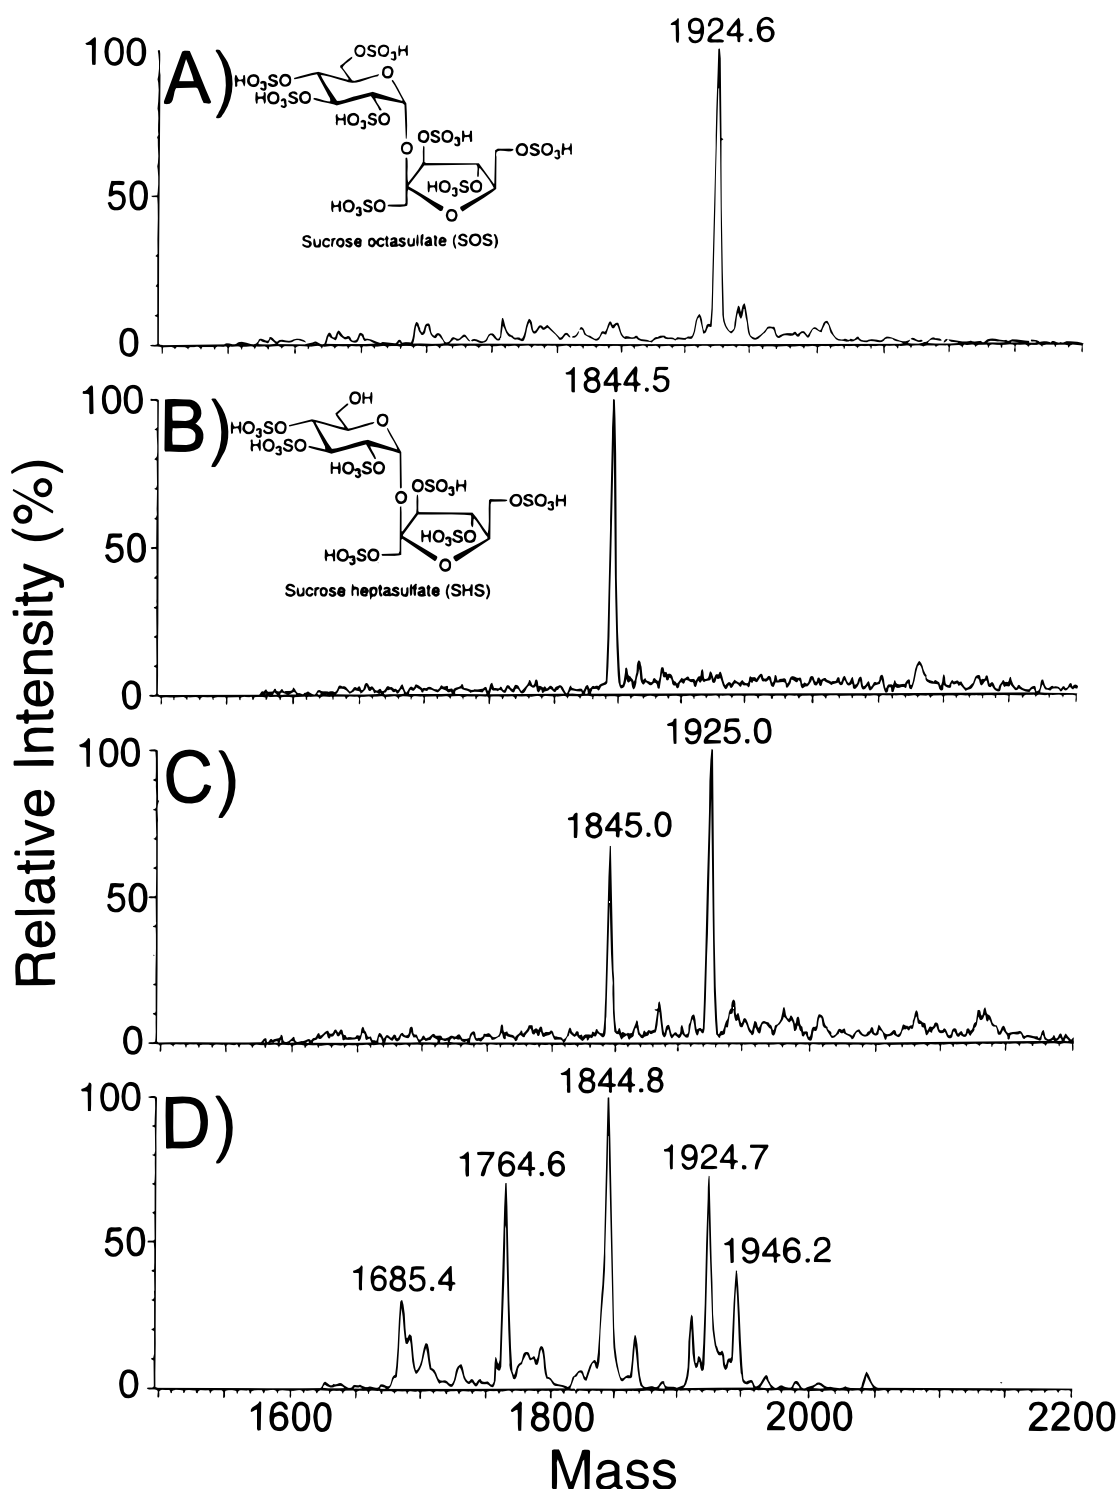 1924.6
100
A)
OSO₃H
O
HO₃SO
HO₃SO
HO₃SO
OSO₃H
O
OSO₃H
HO₃SO
HO₃SO
O
Sucrose octasulfate (SOS)
50
0
1844.5
100
B)
OH
O
HO₃SO
HO₃SO
HO₃SO
OSO₃H
O
OSO₃H
HO₃SO
HO₃SO
O
Sucrose heptasulfate (SHS)
50
0
Relative Intensity (%)
1925.0
100
C)
1845.0
50
0
1844.8
100
D)
1764.6
1924.7
50
1946.2
1685.4
0
1600
1800
2000
2200
Mass